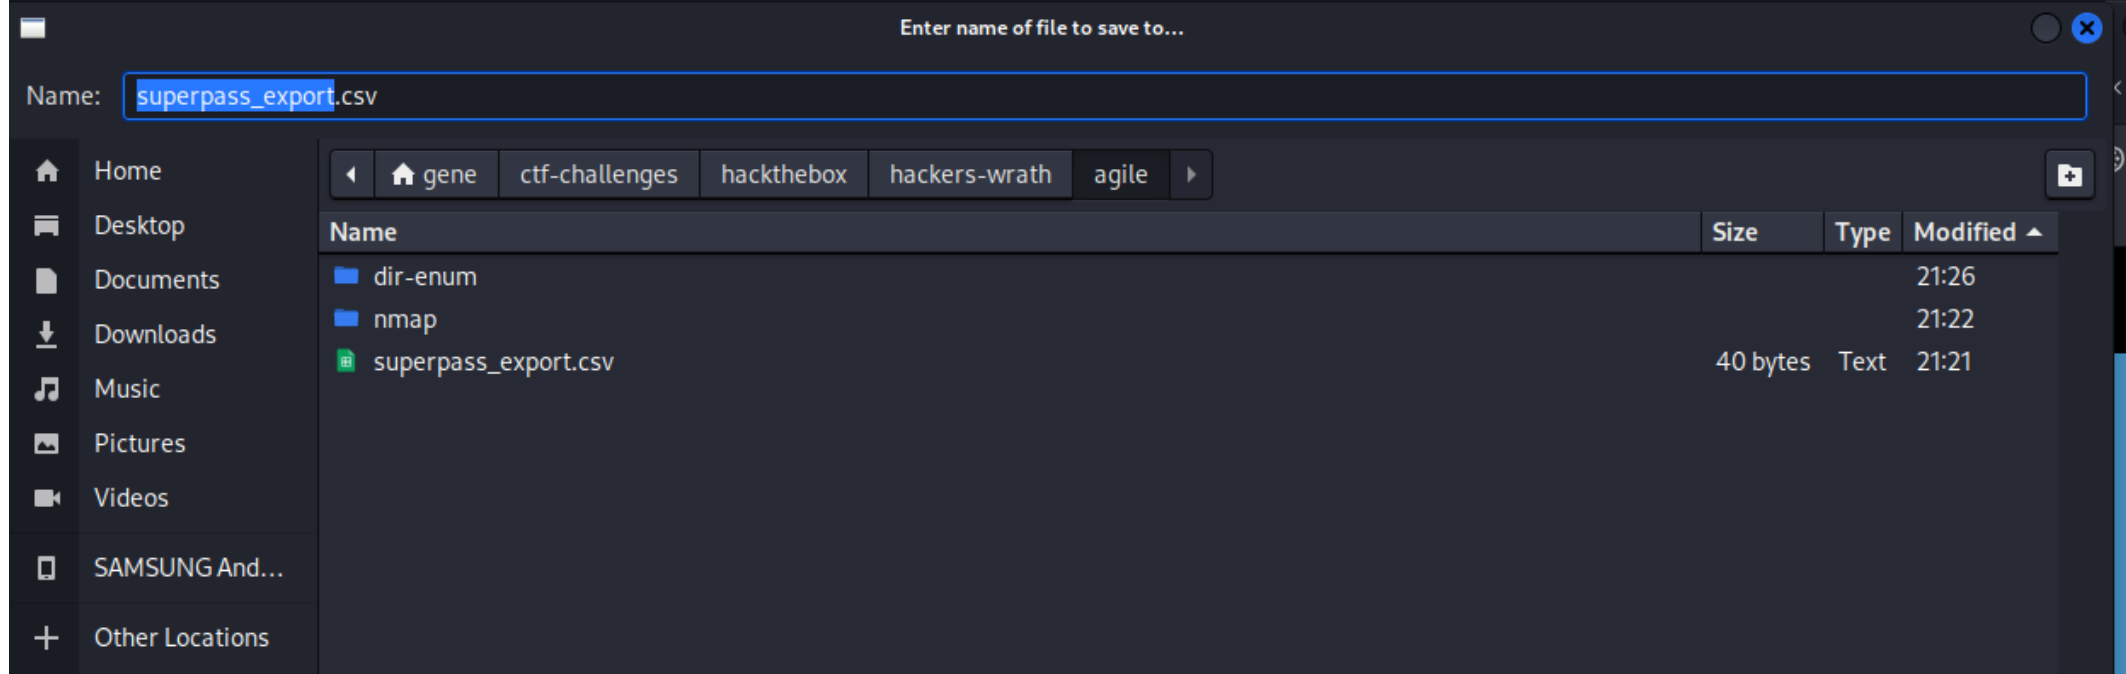 Enter name of file to save to...
Name: superpass_export.csv
Home
gene ctf-challenges hackthebox hackers-wrath agile
Desktop
Documents
Downloads
Music
Pictures
Videos
SAMSUNG And...
Other Locations
Name Size Type Modified
dir-enum 21:26
nmap 21:22
superpass_export.csv 40 bytes Text 21:21